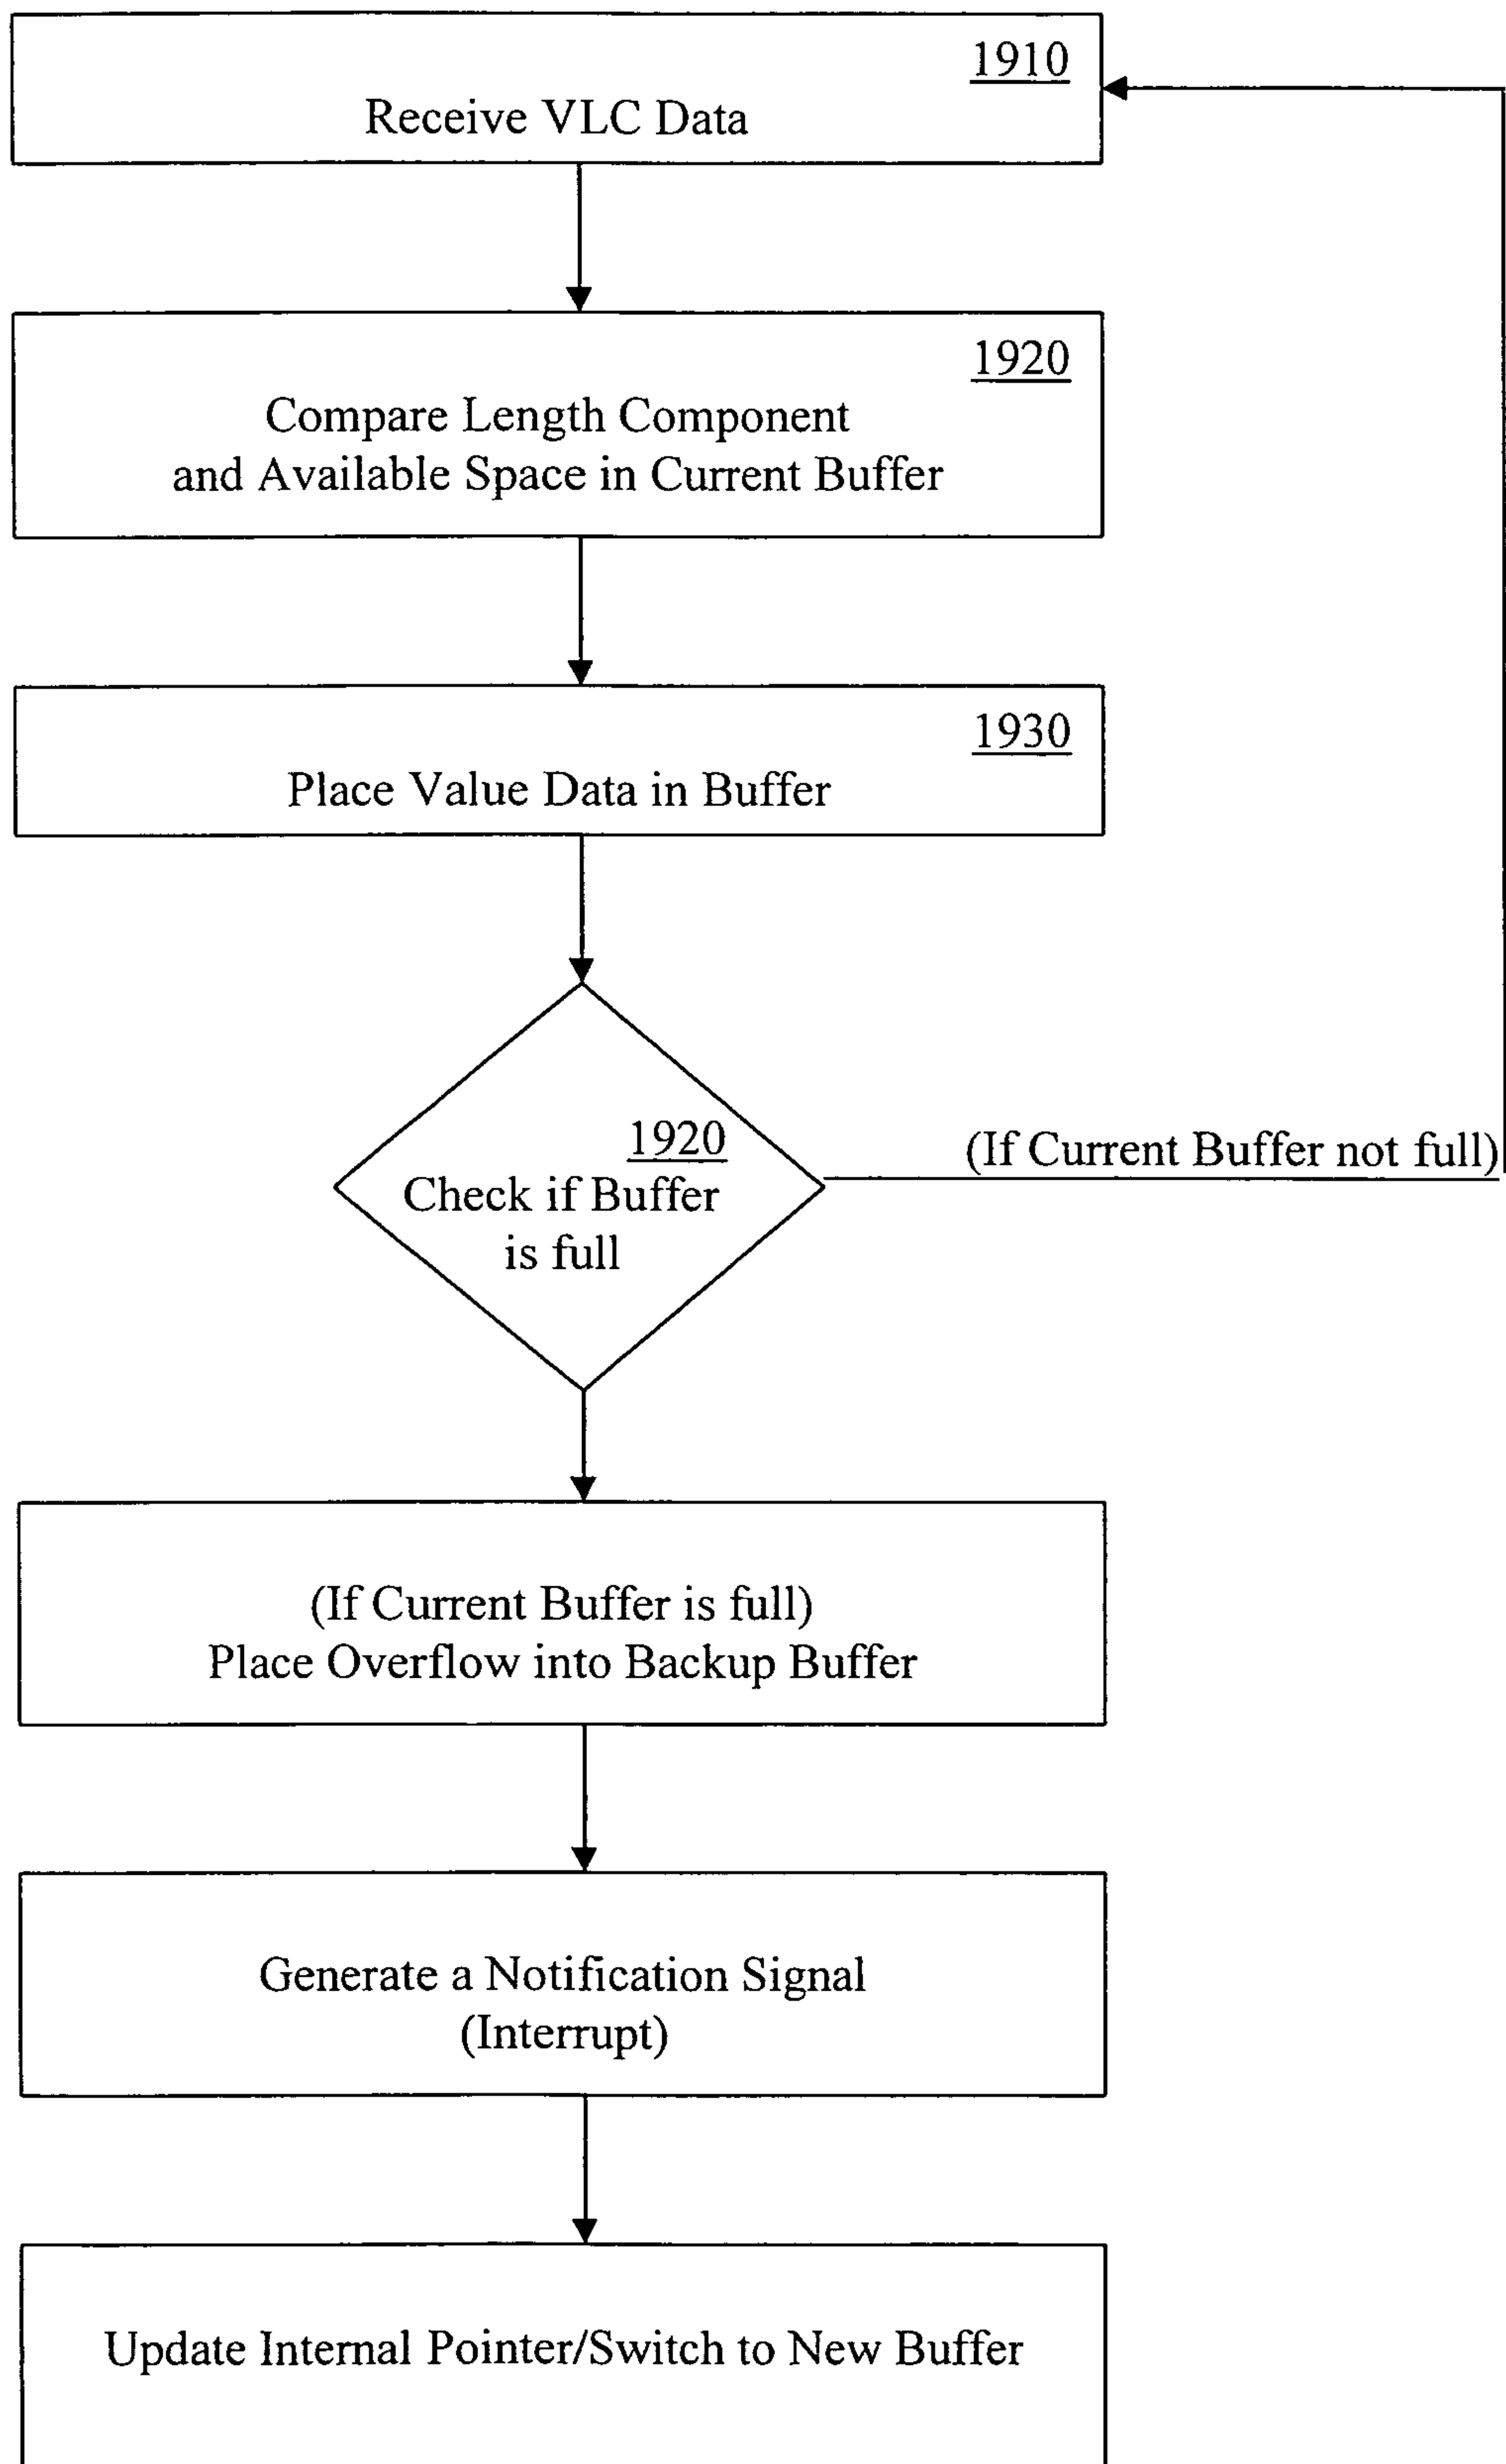 1910
Receive VLC Data
1920
Compare Length Component
and Available Space in Current Buffer
1930
Place Value Data in Buffer
1920
Check if Buffer
is full
(If Current Buffer not full)
(If Current Buffer is full)
Place Overflow into Backup Buffer
Generate a Notification Signal
(Interrupt)
Update Internal Pointer/Switch to New Buffer